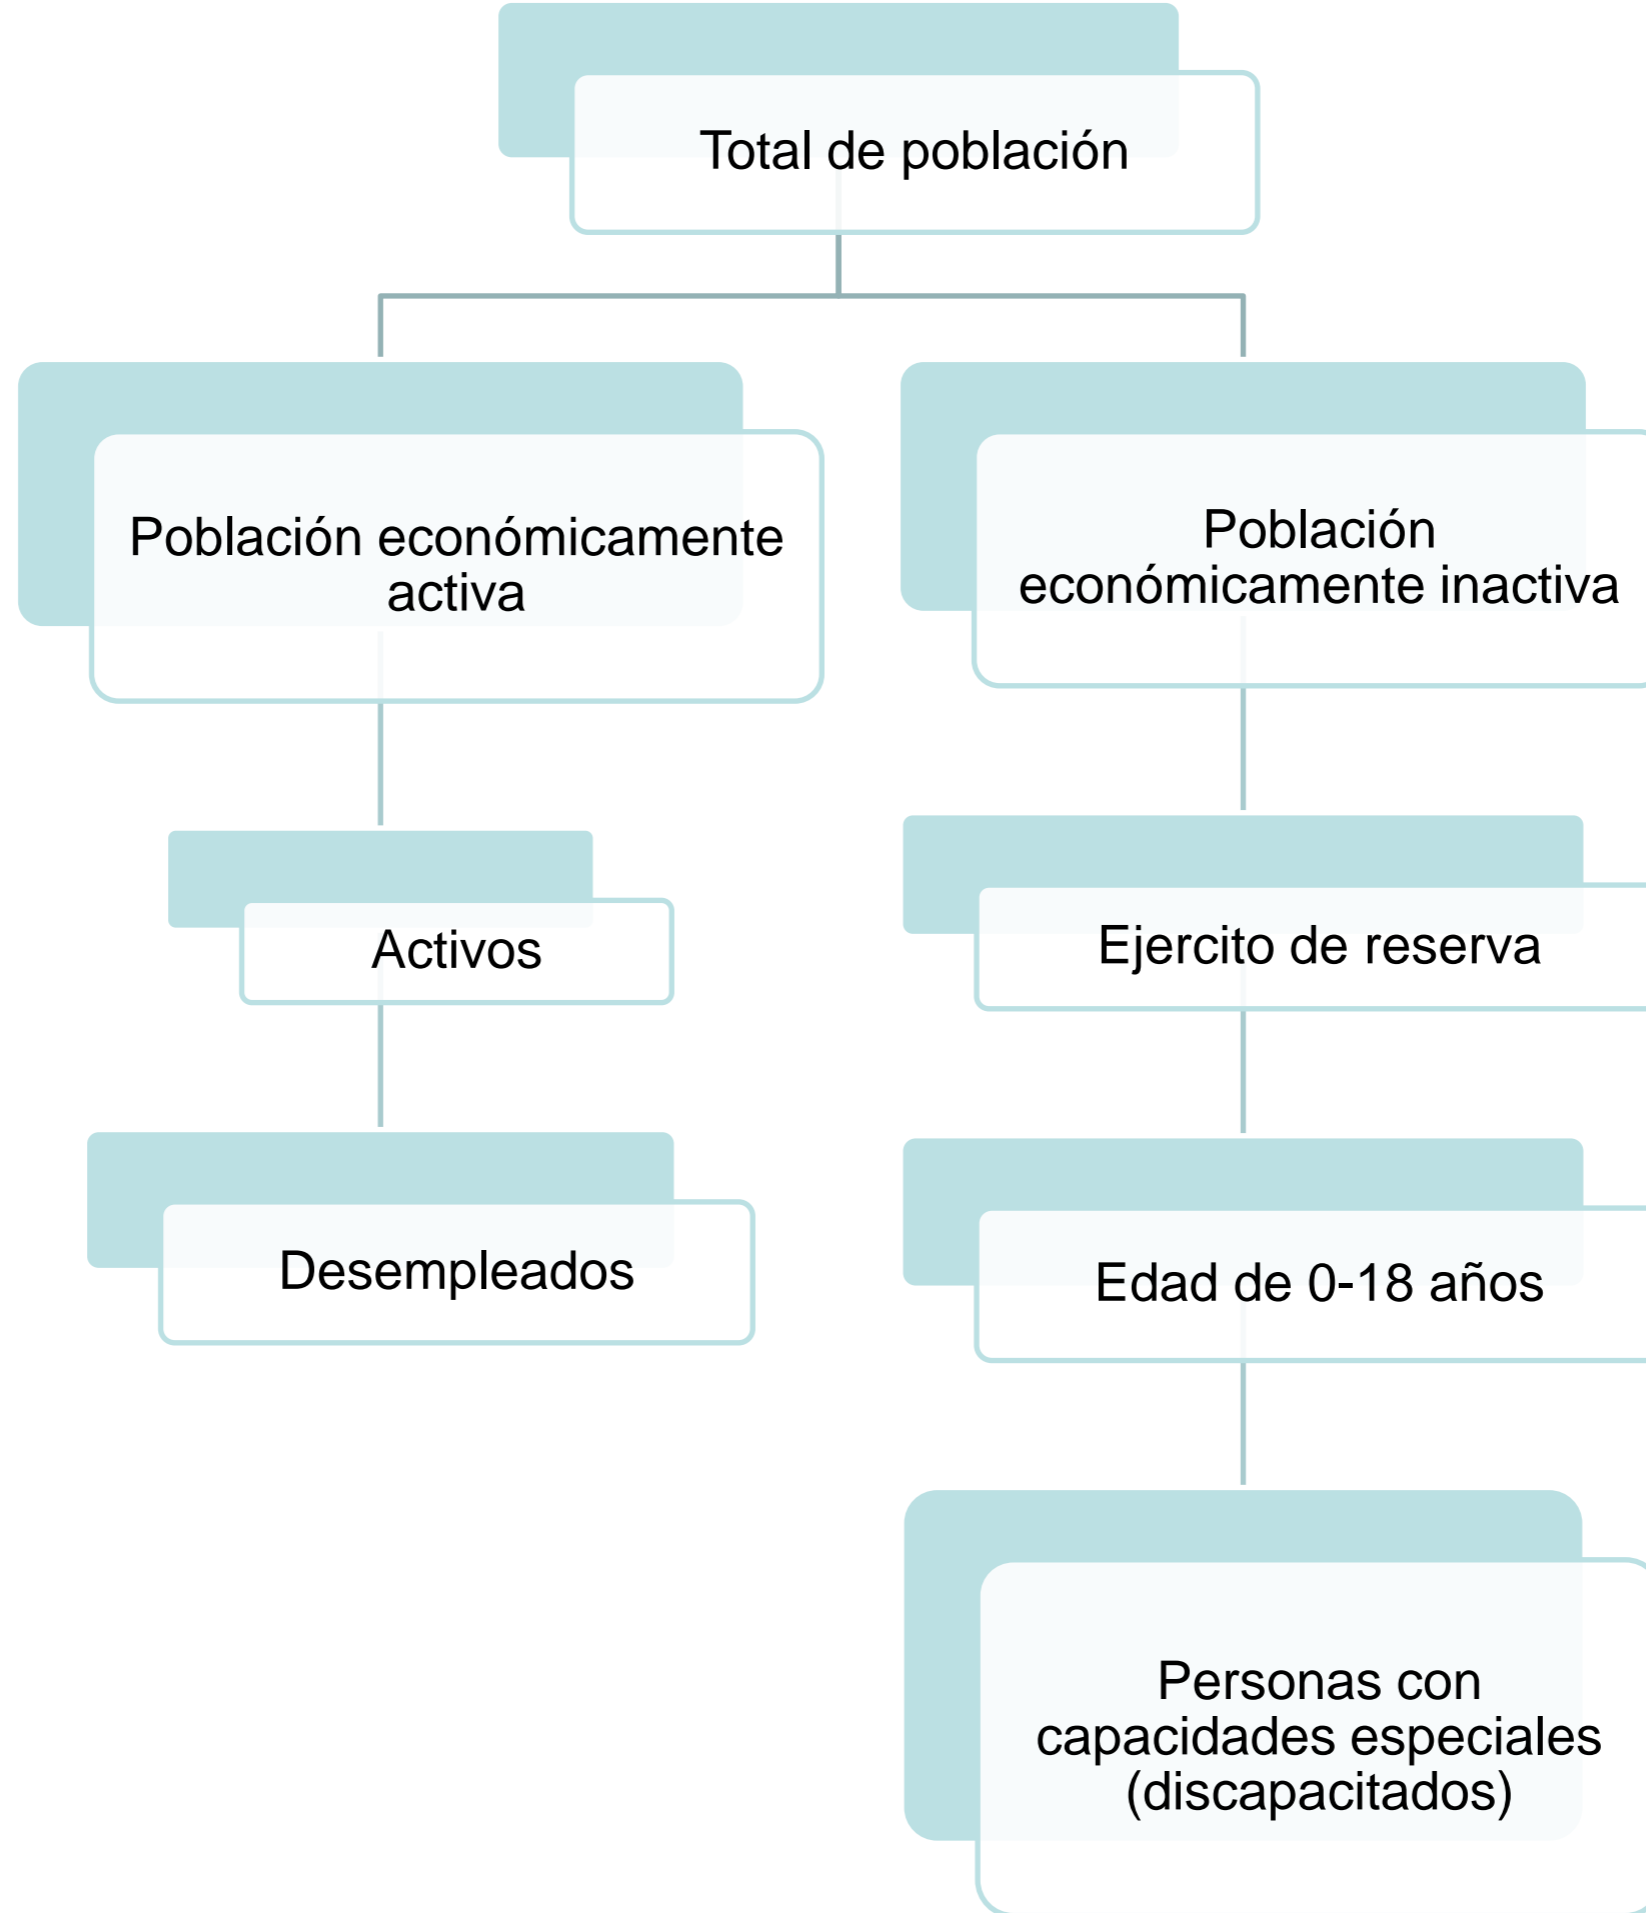 Total de población
Población económicamente
activa
Población
económicamente inactiva
Activos
Ejercito de reserva
Desempleados
Edad de 0-18 años
Personas con
capacidades especiales
(discapacitados)